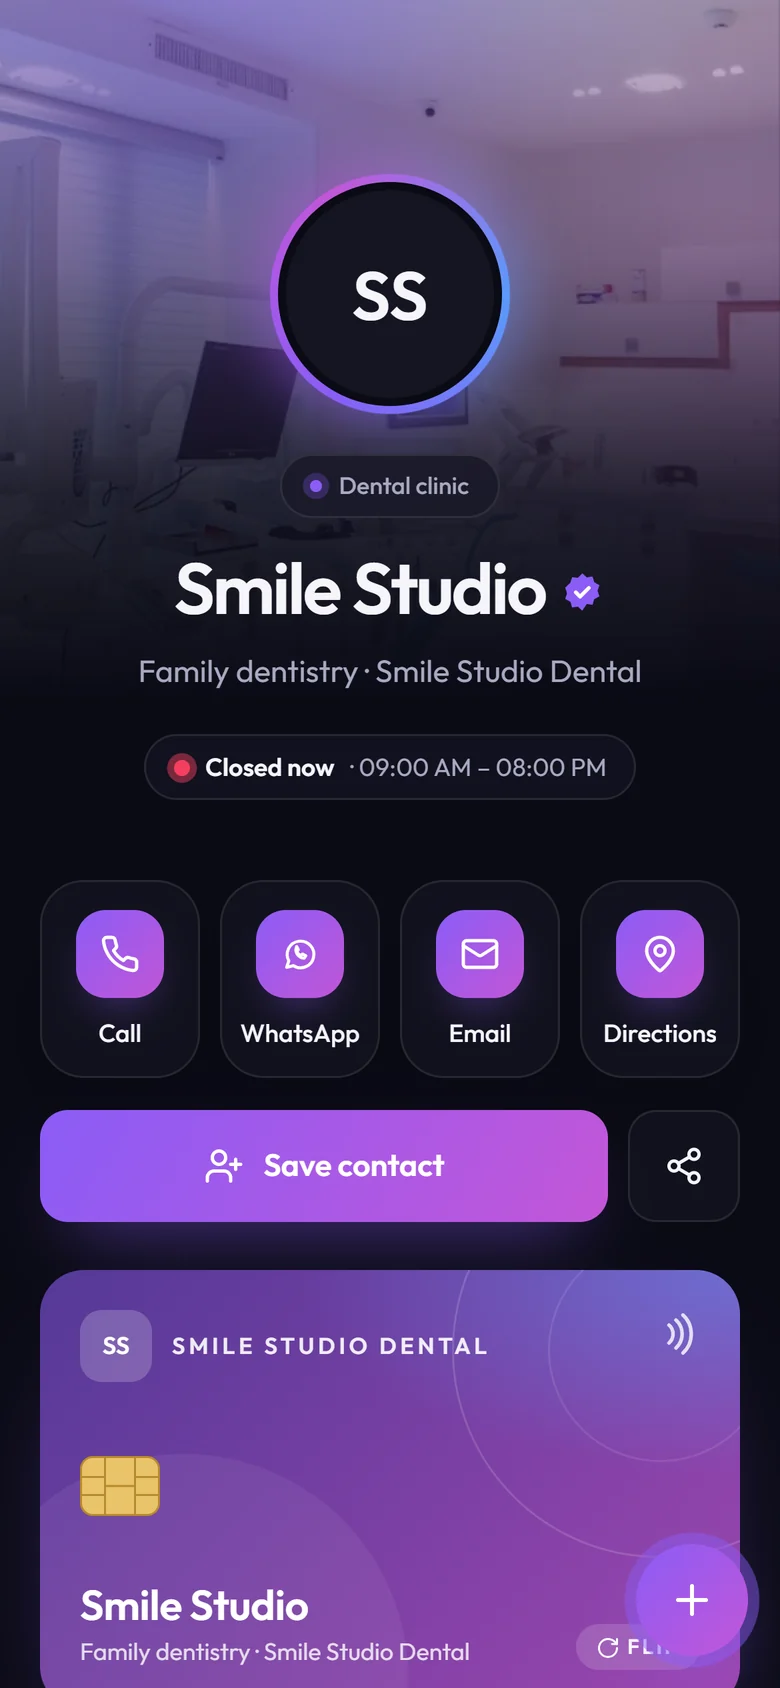 SS
Dental clinic
Smile Studio
Family dentistry · Smile Studio Dental
Closed now · 09:00 AM – 08:00 PM
Call
WhatsApp
Email
Directions
Save contact
SS
SMILE STUDIO DENTAL
Smile Studio
Family dentistry · Smile Studio Dental